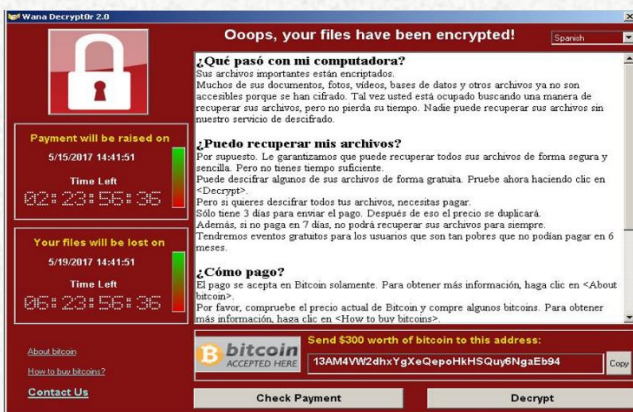 Wana Decrypt0r 2.0
Ooops, your files have been encrypted!
Spanish
¿Qué pasó con mi computadora?
Sus archivos importantes están encriptados.
Muchos de sus documentos, fotos, vídeos, bases de datos y otros archivos ya no son
accesibles porque se han cifrado. Tal vez usted está ocupado buscando una manera de
recuperar sus archivos, pero no pierda su tiempo. Nadie puede recuperar sus archivos sin
nuestro servicio de descifrado.
¿Puedo recuperar mis archivos?
Por supuesto. Le garantizamos que puede recuperar todos sus archivos de forma segura y
sencilla. Pero no tienes tiempo suficiente.
Puede descifrar algunos de sus archivos de forma gratuita. Pruebe ahora haciendo clic en
<Decrypt>.
Pero si quieres descifrar todos tus archivos, necesitas pagar.
Sólo tiene 3 días para enviar el pago. Después de eso el precio se duplicará.
Además, si no paga en 7 días, no podrá recuperar sus archivos para siempre.
Tendremos eventos gratuitos para los usuarios que son tan pobres que no podían pagar en 6
meses.
¿Cómo pago?
El pago se acepta en Bitcoin solamente. Para obtener más información, haga clic en <About
bitcoin>.
Por favor, compruebe el precio actual de Bitcoin y compre algunos bitcoins. Para obtener
más información, haga clic en <How to buy bitcoins>.
Payment will be raised on
5/15/2017 14:41:51
Time Left
02:23:56:36
Your files will be lost on
5/19/2017 14:41:51
Time Left
06:23:56:36
About bitcoin
How to buy bitcoins?
Contact Us
bitcoin
ACCEPTED HERE
Send $300 worth of bitcoin to this address:
13AM4VW2dhxYgXeQepoHkHSQuy6NgaEb94
Copy
Check Payment
Decrypt